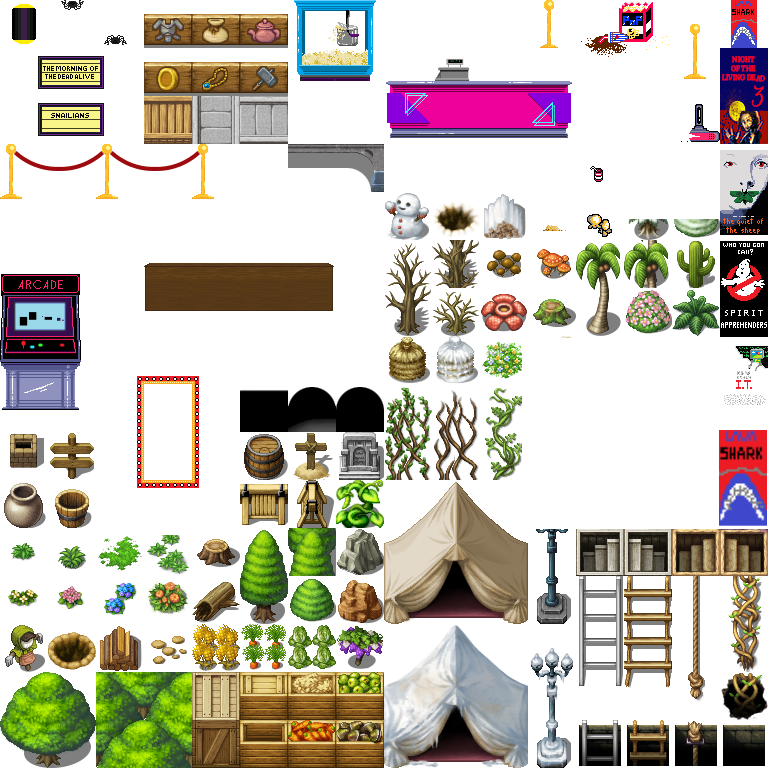 SHARK
THE MORNING OF
THE DEAD ALIVE
NIGHT
OF THE
LIVING DEAD
3
SNAILIANS
the quiet of
the sheep
WHO YOU GON
CALL?
SPIRIT
APPREHENDERS
ARCADE
I.T.
SHARK